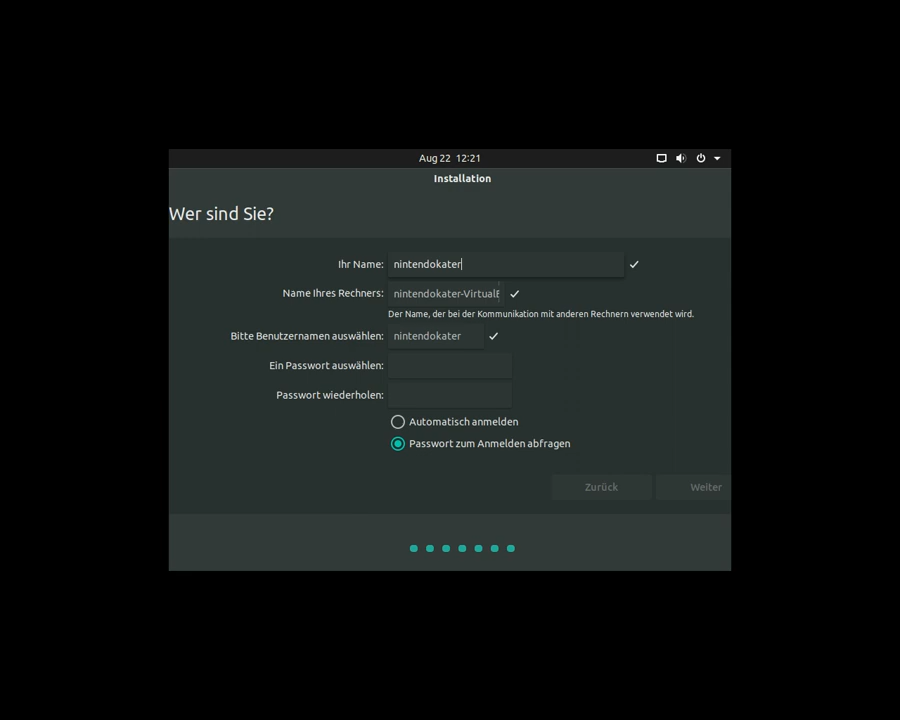 Aug 22 12:21
Installation
Wer sind Sie?
Ihr Name: nintendokater
Name Ihres Rechners: nintendokater-Virtual
Der Name, der bei der Kommunikation mit anderen Rechnern verwendet wird.
Bitte Benutzernamen auswählen: nintendokater
Ein Passwort auswählen:
Passwort wiederholen:
Automatisch anmelden
Passwort zum Anmelden abfragen
Zurück Weiter